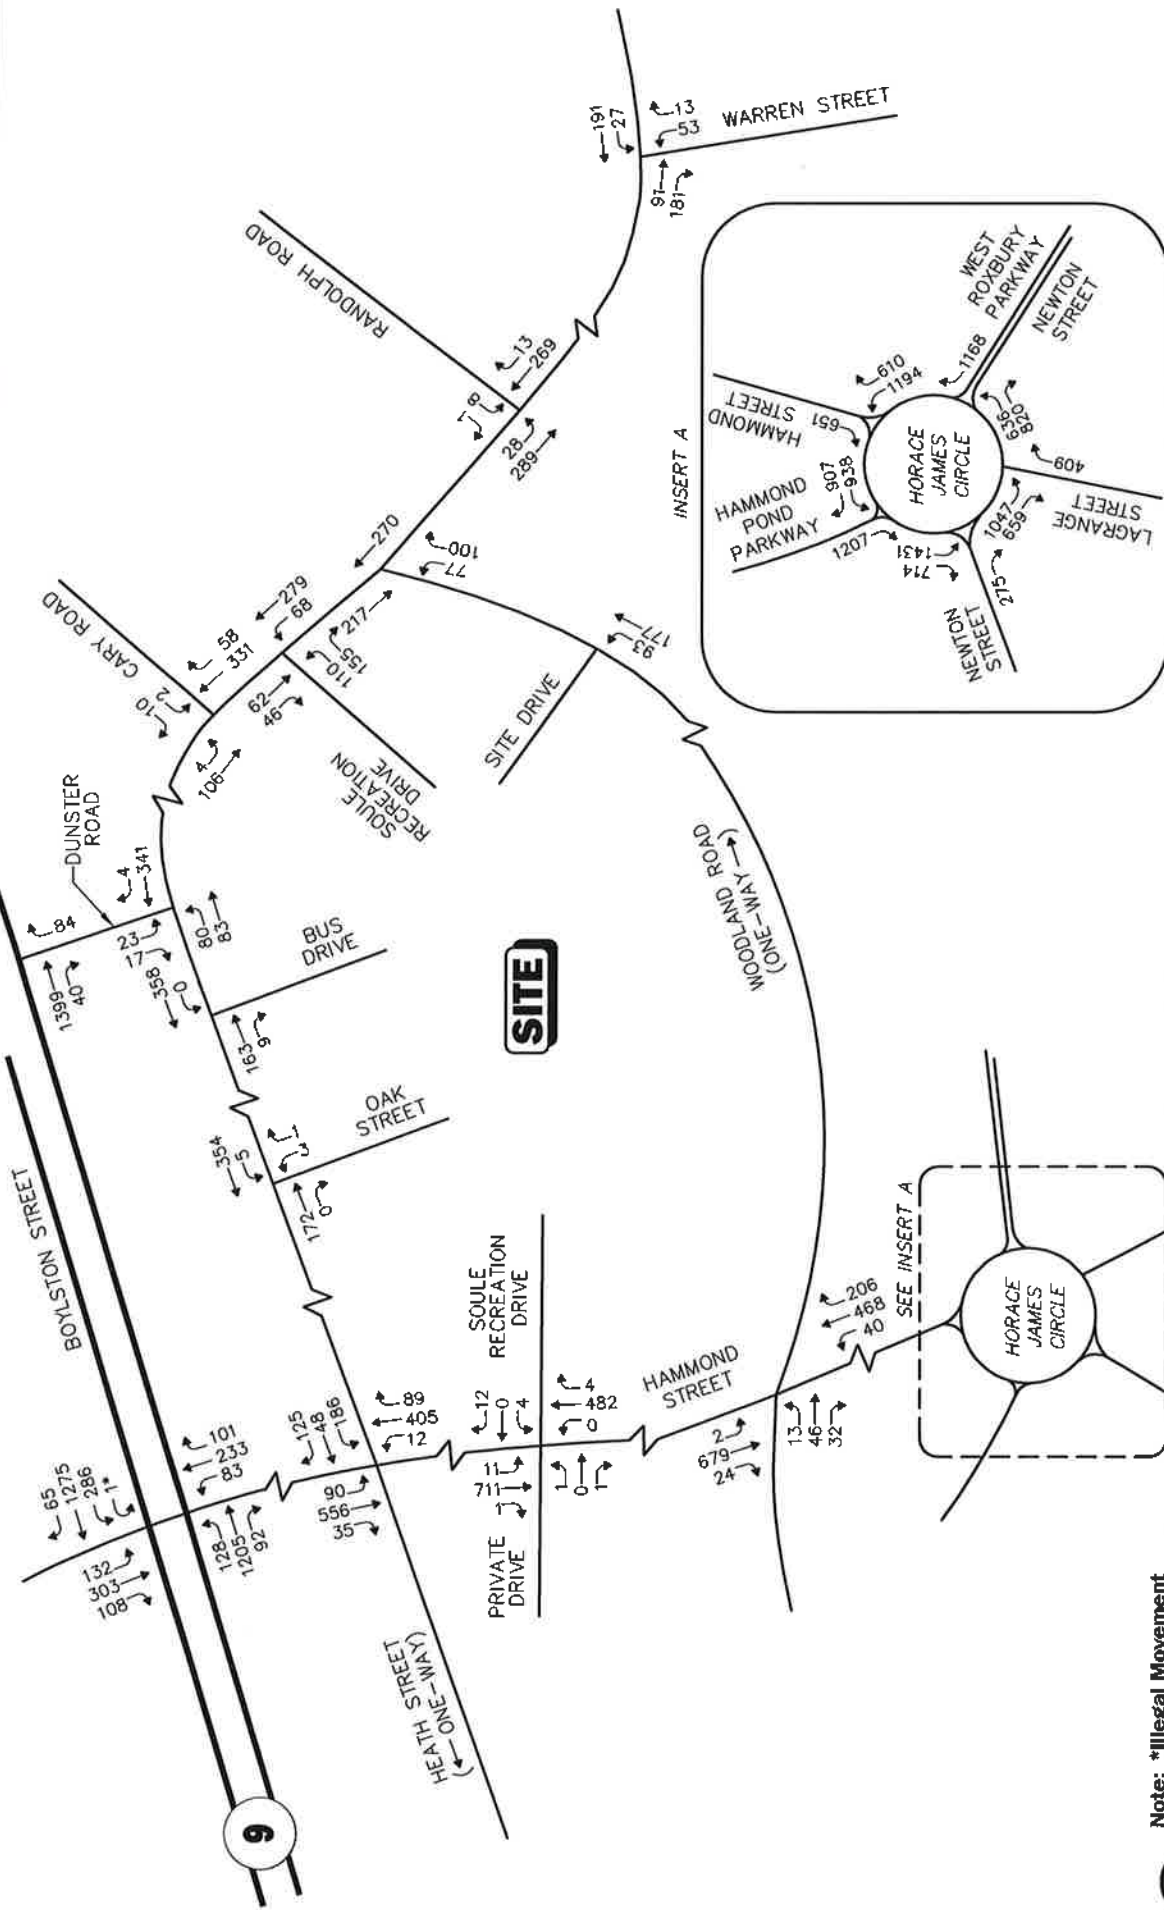 BOYLSTON STREET
9
65
1275
286
1*
132
303
108
101
233
83
128
1205
92
1399
40
84
DUNSTER
ROAD
4
341
23
17
358
0
80
83
BUS
DRIVE
163
9
354
5
1
3
OAK
STREET
172
0
125
48
186
89
405
12
90
556
35
HEATH STREET
(← ONE-WAY)
SOULE
RECREATION
DRIVE
12
0
4
11
711
1
4
482
0
1
0
1
PRIVATE
DRIVE
HAMMOND
STREET
2
679
24
13
46
32
206
468
40
SEE INSERT A
HORACE
JAMES
CIRCLE
SITE
WOODLAND ROAD
(ONE-WAY→)
SITE DRIVE
93
177
CARY ROAD
2
10
58
331
4
106
279
68
62
46
110
155
217
SOULE
RECREATION
DRIVE
270
100
77
RANDOLPH ROAD
8
1
13
269
28
289
191
27
13
53
91
181
WARREN STREET
INSERT A
HAMMOND
STREET
651
610
1194
1168
WEST
ROXBURY
PARKWAY
NEWTON
STREET
636
820
409
LAGRANGE
STREET
1047
659
275
NEWTON
STREET
714
1431
1207
HAMMOND
POND
PARKWAY
907
938
HORACE
JAMES
CIRCLE
Note: *Illegal Movement